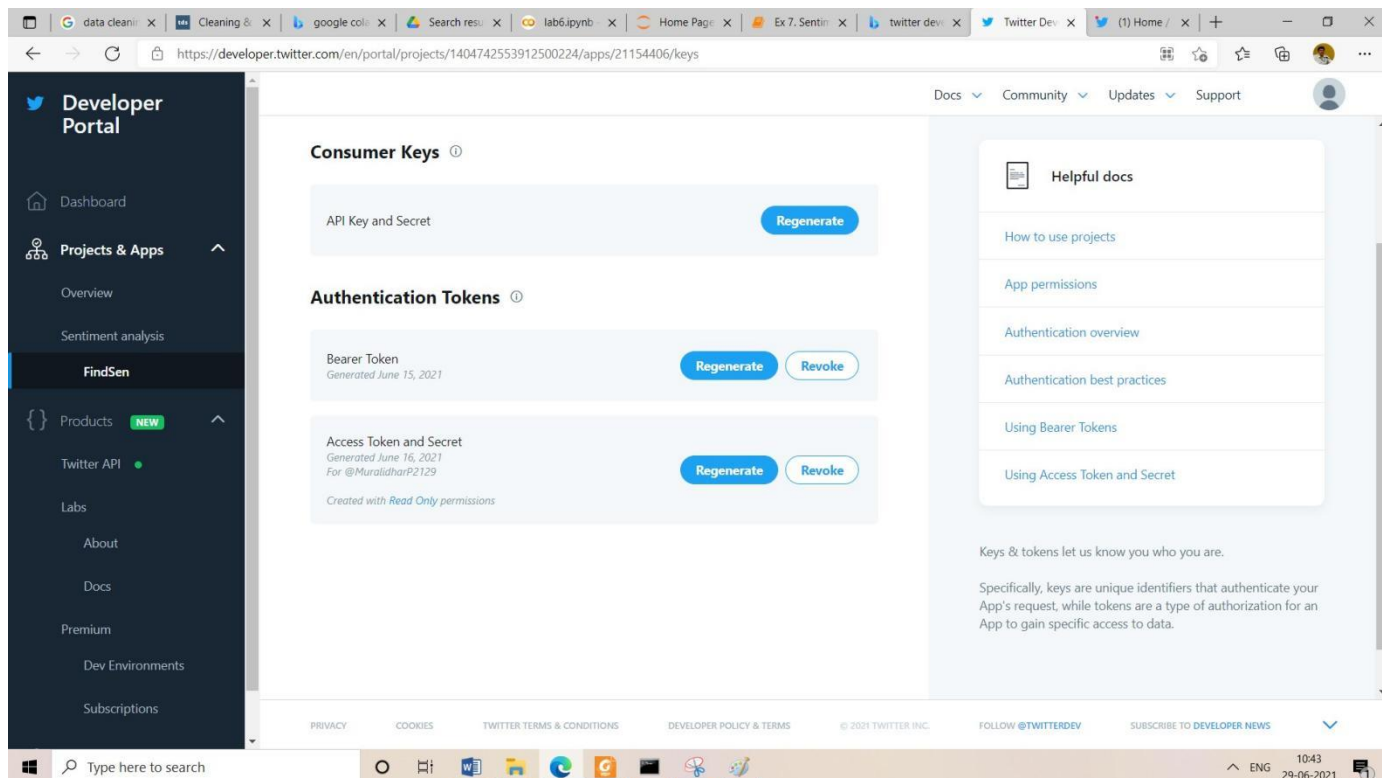 data cleanin
Cleaning &
google cola
Search resu
lab6.ipynb
Home Page
Ex 7. Sentim
twitter deve
Twitter Dev
(1) Home /
https://developer.twitter.com/en/portal/projects/1404742553912500224/apps/21154406/keys
Developer
Portal
Dashboard
Projects & Apps
Overview
Sentiment analysis
FindSen
{ } Products NEW
Twitter API
Labs
About
Docs
Premium
Dev Environments
Subscriptions
Docs Community Updates Support
Consumer Keys
API Key and Secret Regenerate
Authentication Tokens
Bearer Token
Generated June 15, 2021
Regenerate Revoke
Access Token and Secret
Generated June 16, 2021
For @MuralidharP2129
Created with Read Only permissions
Regenerate Revoke
Helpful docs
How to use projects
App permissions
Authentication overview
Authentication best practices
Using Bearer Tokens
Using Access Token and Secret
Keys & tokens let us know you who you are.
Specifically, keys are unique identifiers that authenticate your
App's request, while tokens are a type of authorization for an
App to gain specific access to data.
PRIVACY COOKIES TWITTER TERMS & CONDITIONS DEVELOPER POLICY & TERMS © 2021 TWITTER INC. FOLLOW @TWITTERDEV SUBSCRIBE TO DEVELOPER NEWS
Type here to search
ENG
10:43
29-06-2021